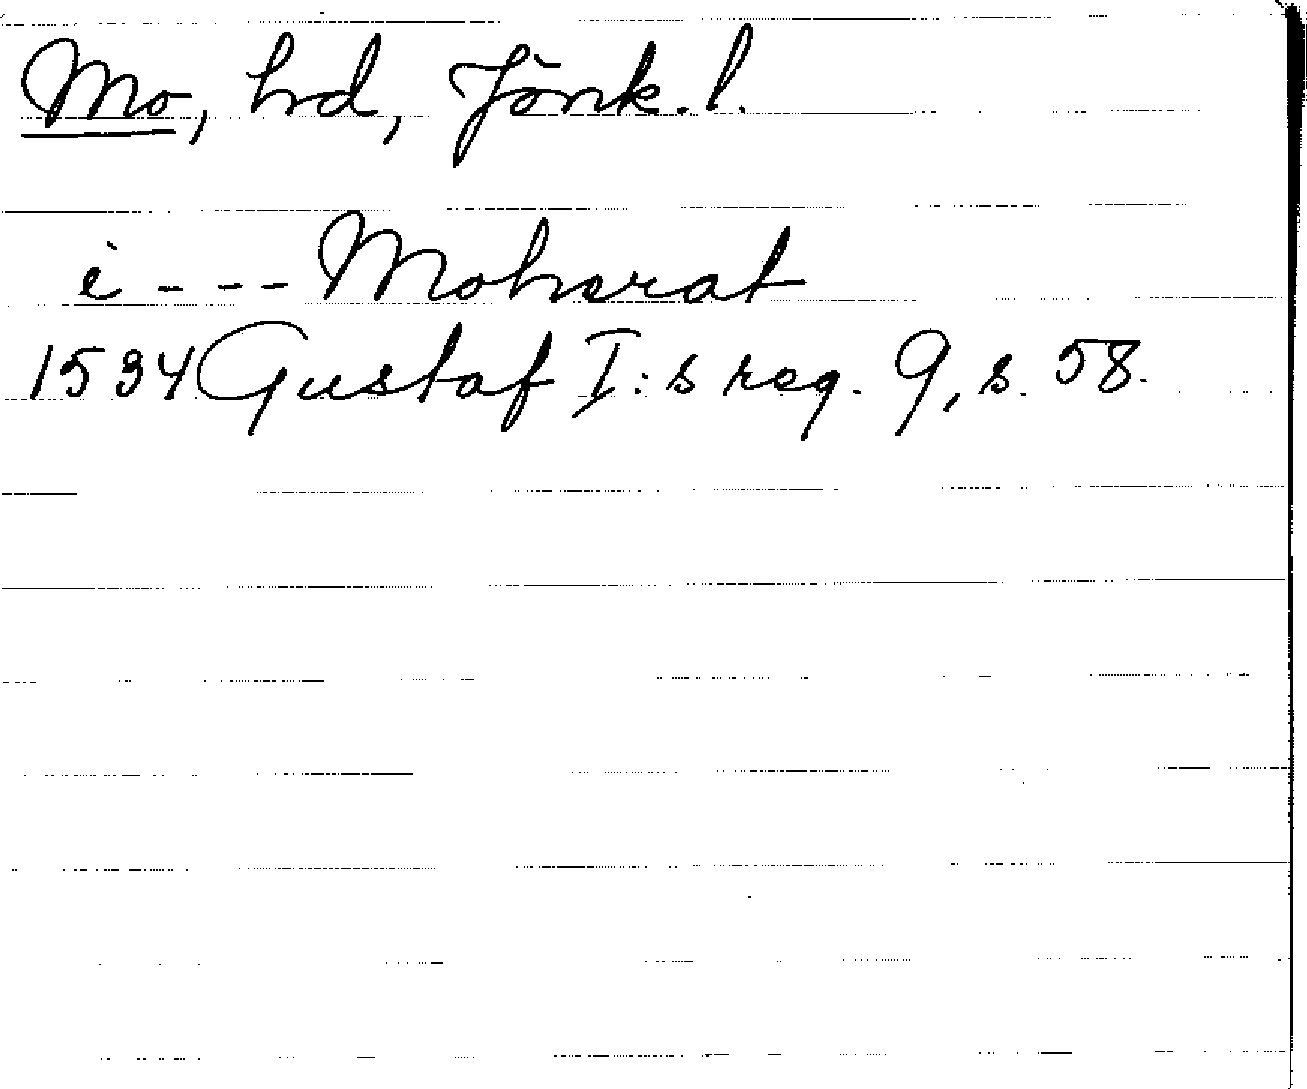 Mo, hd, Jönk. l.
i - - - Moherat
1534 Gustaf I:s reg. 9, s. 58.